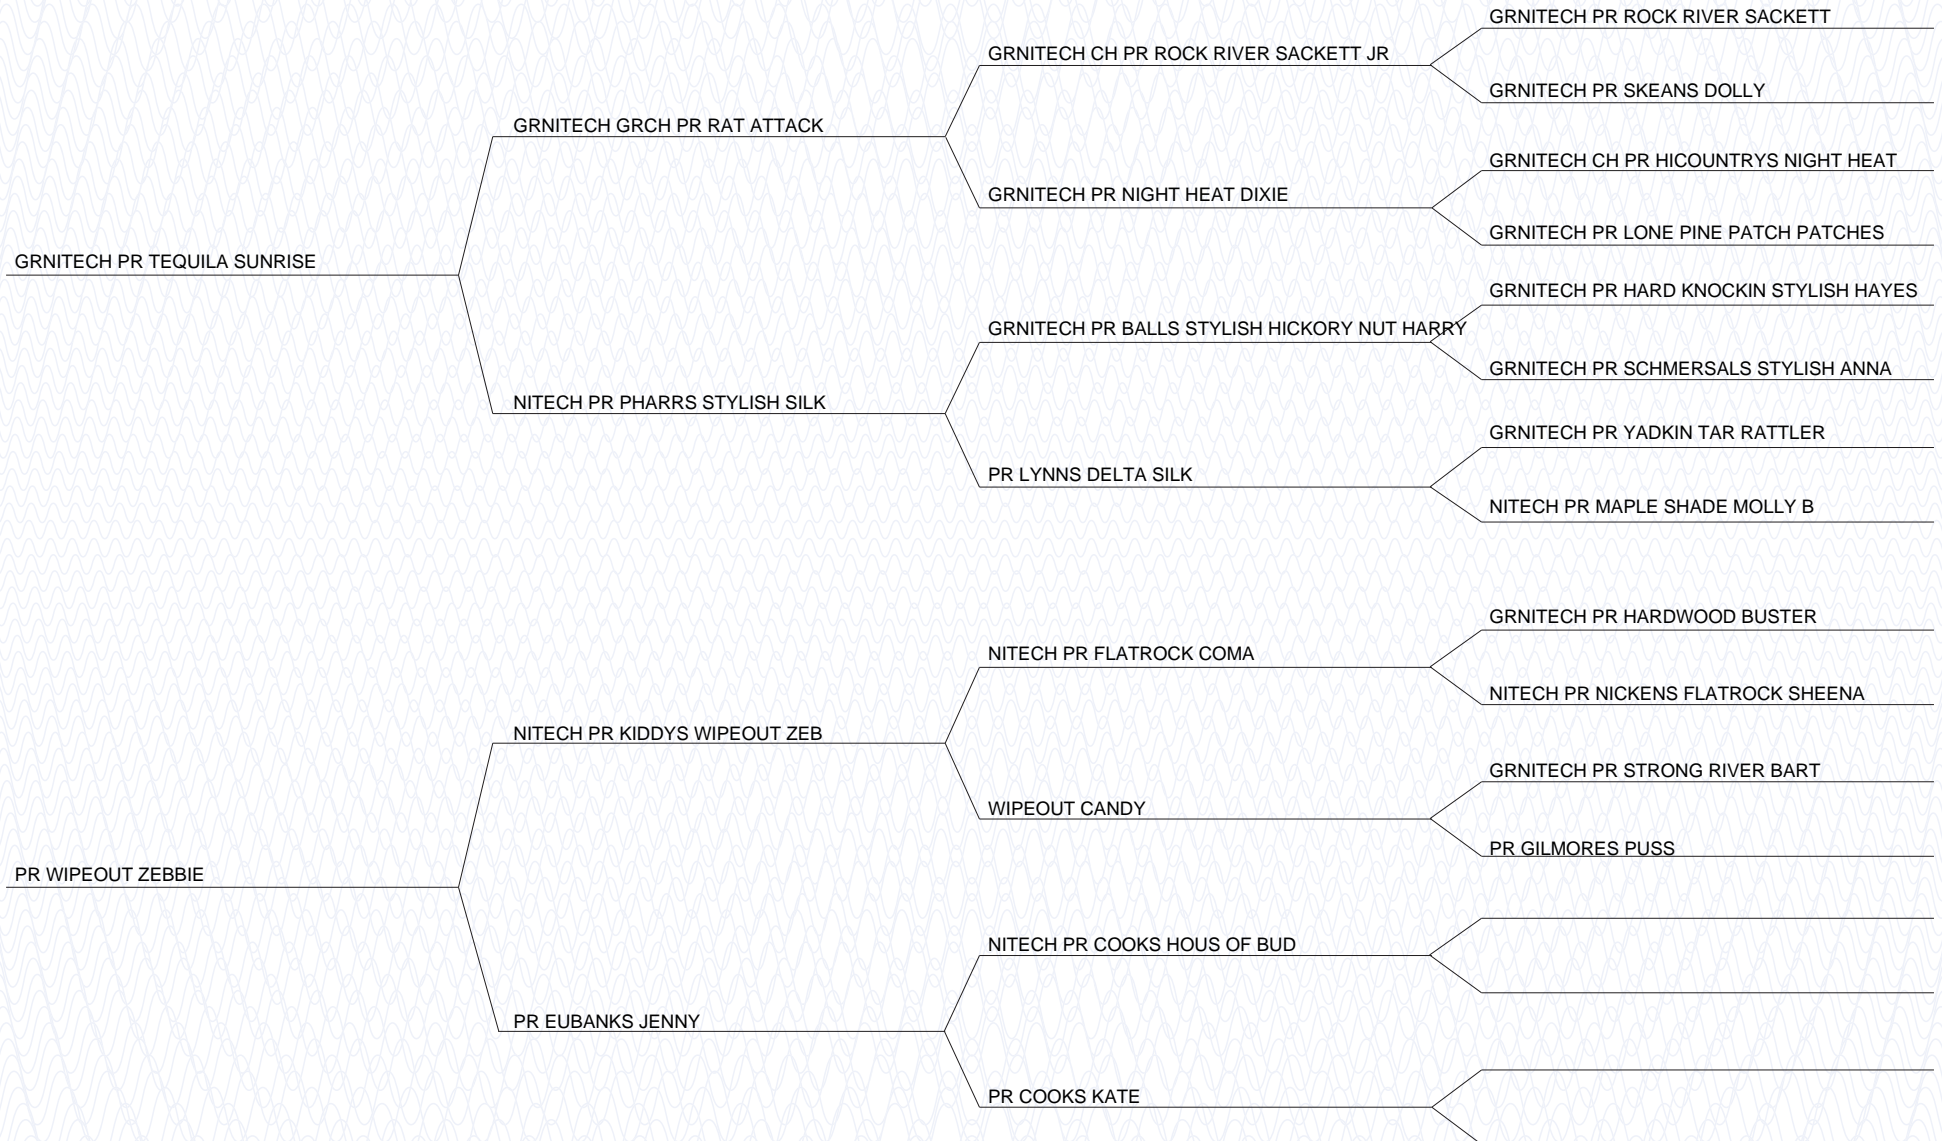 GRNITECH PR ROCK RIVER SACKETT
GRNITECH CH PR ROCK RIVER SACKETT JR
GRNITECH PR SKEANS DOLLY
GRNITECH GRCH PR RAT ATTACK
GRNITECH CH PR HICOUNTRYS NIGHT HEAT
GRNITECH PR NIGHT HEAT DIXIE
GRNITECH PR LONE PINE PATCH PATCHES
GRNITECH PR TEQUILA SUNRISE
GRNITECH PR HARD KNOCKIN STYLISH HAYES
GRNITECH PR BALLS STYLISH HICKORY NUT HARRY
GRNITECH PR SCHMERSALS STYLISH ANNA
NITECH PR PHARRS STYLISH SILK
GRNITECH PR YADKIN TAR RATTLER
PR LYNNS DELTA SILK
NITECH PR MAPLE SHADE MOLLY B
GRNITECH PR HARDWOOD BUSTER
NITECH PR FLATROCK COMA
NITECH PR NICKENS FLATROCK SHEENA
NITECH PR KIDDYS WIPEOUT ZEB
GRNITECH PR STRONG RIVER BART
WIPEOUT CANDY
PR GILMORES PUSS
PR WIPEOUT ZEBBIE
NITECH PR COOKS HOUS OF BUD
PR EUBANKS JENNY
PR COOKS KATE